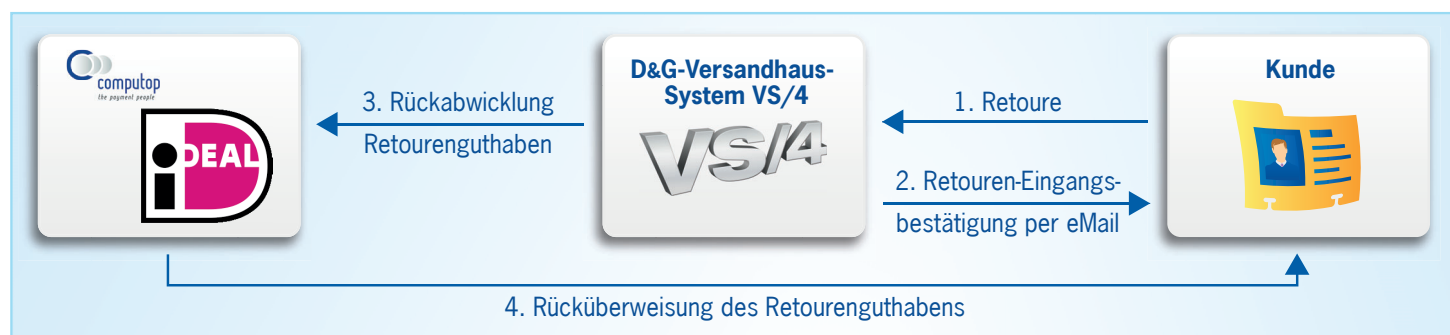 computop
the payment people
iDEAL
3. Rückabwicklung
Retourenguthaben
D&G-Versandhaus-
System VS/4
VS/4
1. Retoure
2. Retouren-Eingangs-
bestätigung per eMail
Kunde
4. Rücküberweisung des Retourenguthabens